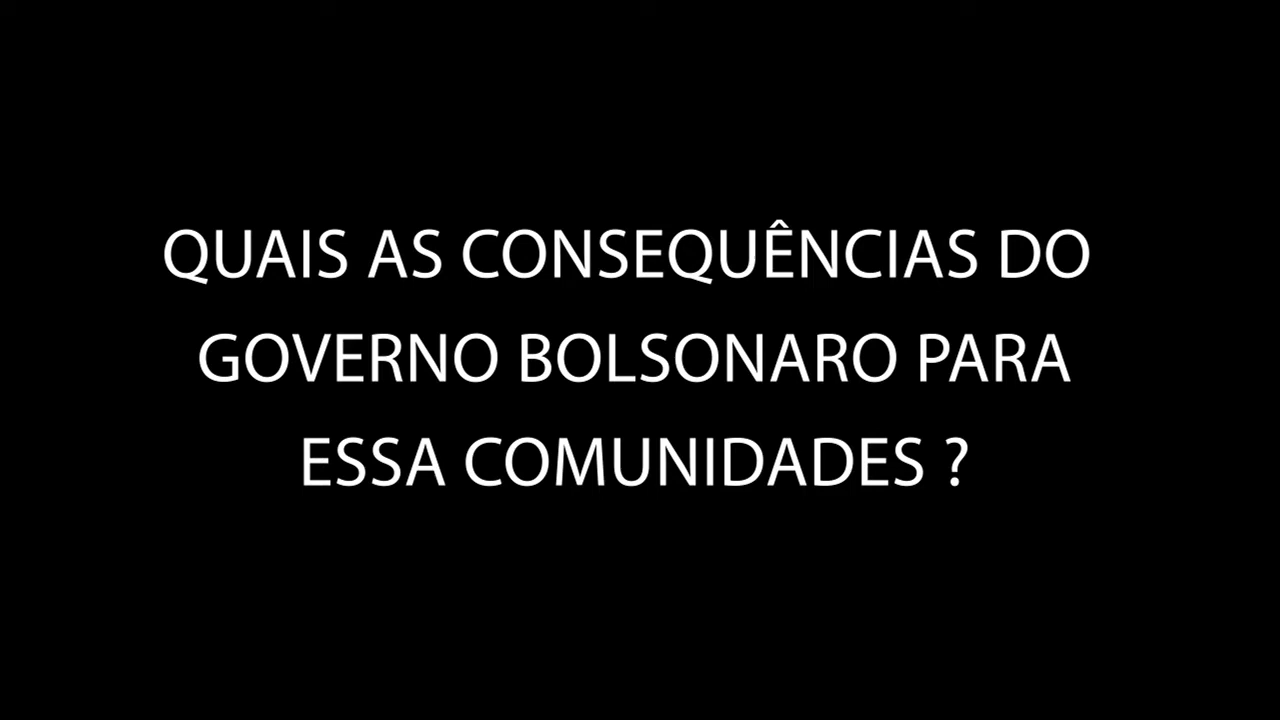 QUAIS AS CONSEQUÊNCIAS DO
GOVERNO BOLSONARO PARA
ESSA COMUNIDADES ?